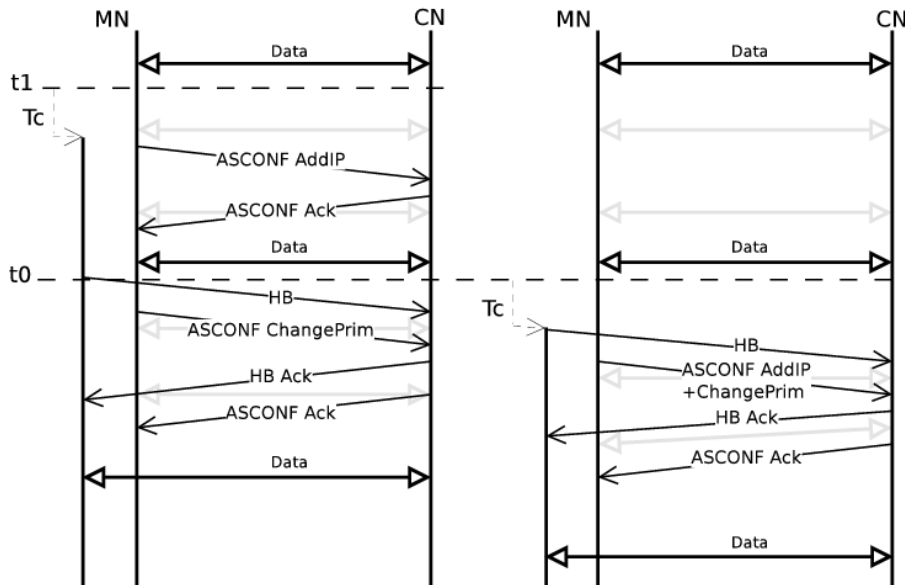 MN
CN
MN
CN
Data
Data
t1
Tc
ASCONF AddIP
ASCONF Ack
Data
Data
t0
HB
Tc
ASCONF ChangePrim
HB
HB Ack
ASCONF AddIP
+ChangePrim
ASCONF Ack
HB Ack
Data
ASCONF Ack
Data